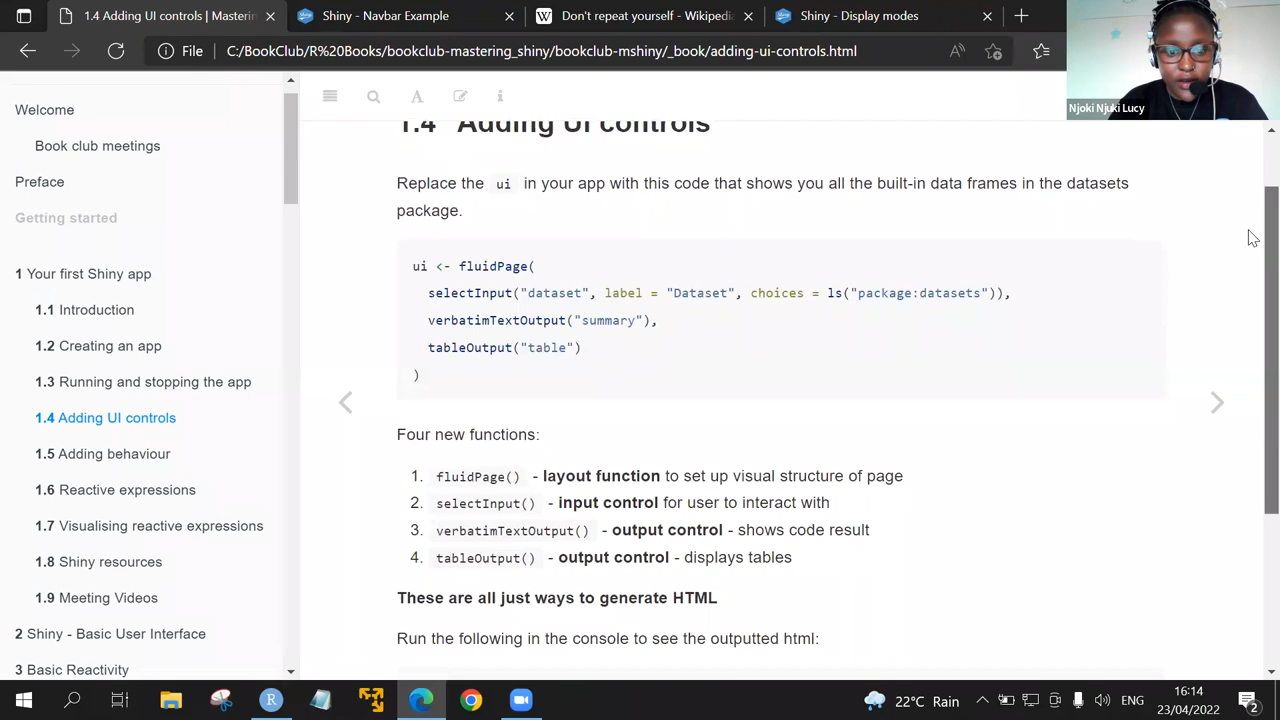 1.4 Adding UI controls | Masterin
Shiny - Navbar Example
Don't repeat yourself - Wikipedia
Shiny - Display modes
File
C:/BookClub/R%20Books/bookclub-mastering_shiny/bookclub-mshiny/_book/adding-ui-controls.html
Njoki Njuki Lucy
Welcome
Book club meetings
Preface
Getting started
1 Your first Shiny app
1.1 Introduction
1.2 Creating an app
1.3 Running and stopping the app
1.4 Adding UI controls
1.5 Adding behaviour
1.6 Reactive expressions
1.7 Visualising reactive expressions
1.8 Shiny resources
1.9 Meeting Videos
2 Shiny - Basic User Interface
3 Basic Reactivity
1.4 Adding UI controls
Replace the ui in your app with this code that shows you all the built-in data frames in the datasets
package.
ui <- fluidPage(
selectInput("dataset", label = "Dataset", choices = ls("package:datasets")),
verbatimTextOutput("summary"),
tableOutput("table")
)
Four new functions:
1. fluidPage() - layout function to set up visual structure of page
2. selectInput() - input control for user to interact with
3. verbatimTextOutput() - output control - shows code result
4. tableOutput() - output control - displays tables
These are all just ways to generate HTML
Run the following in the console to see the outputted html:
22°C Rain
ENG
16:14
23/04/2022
2